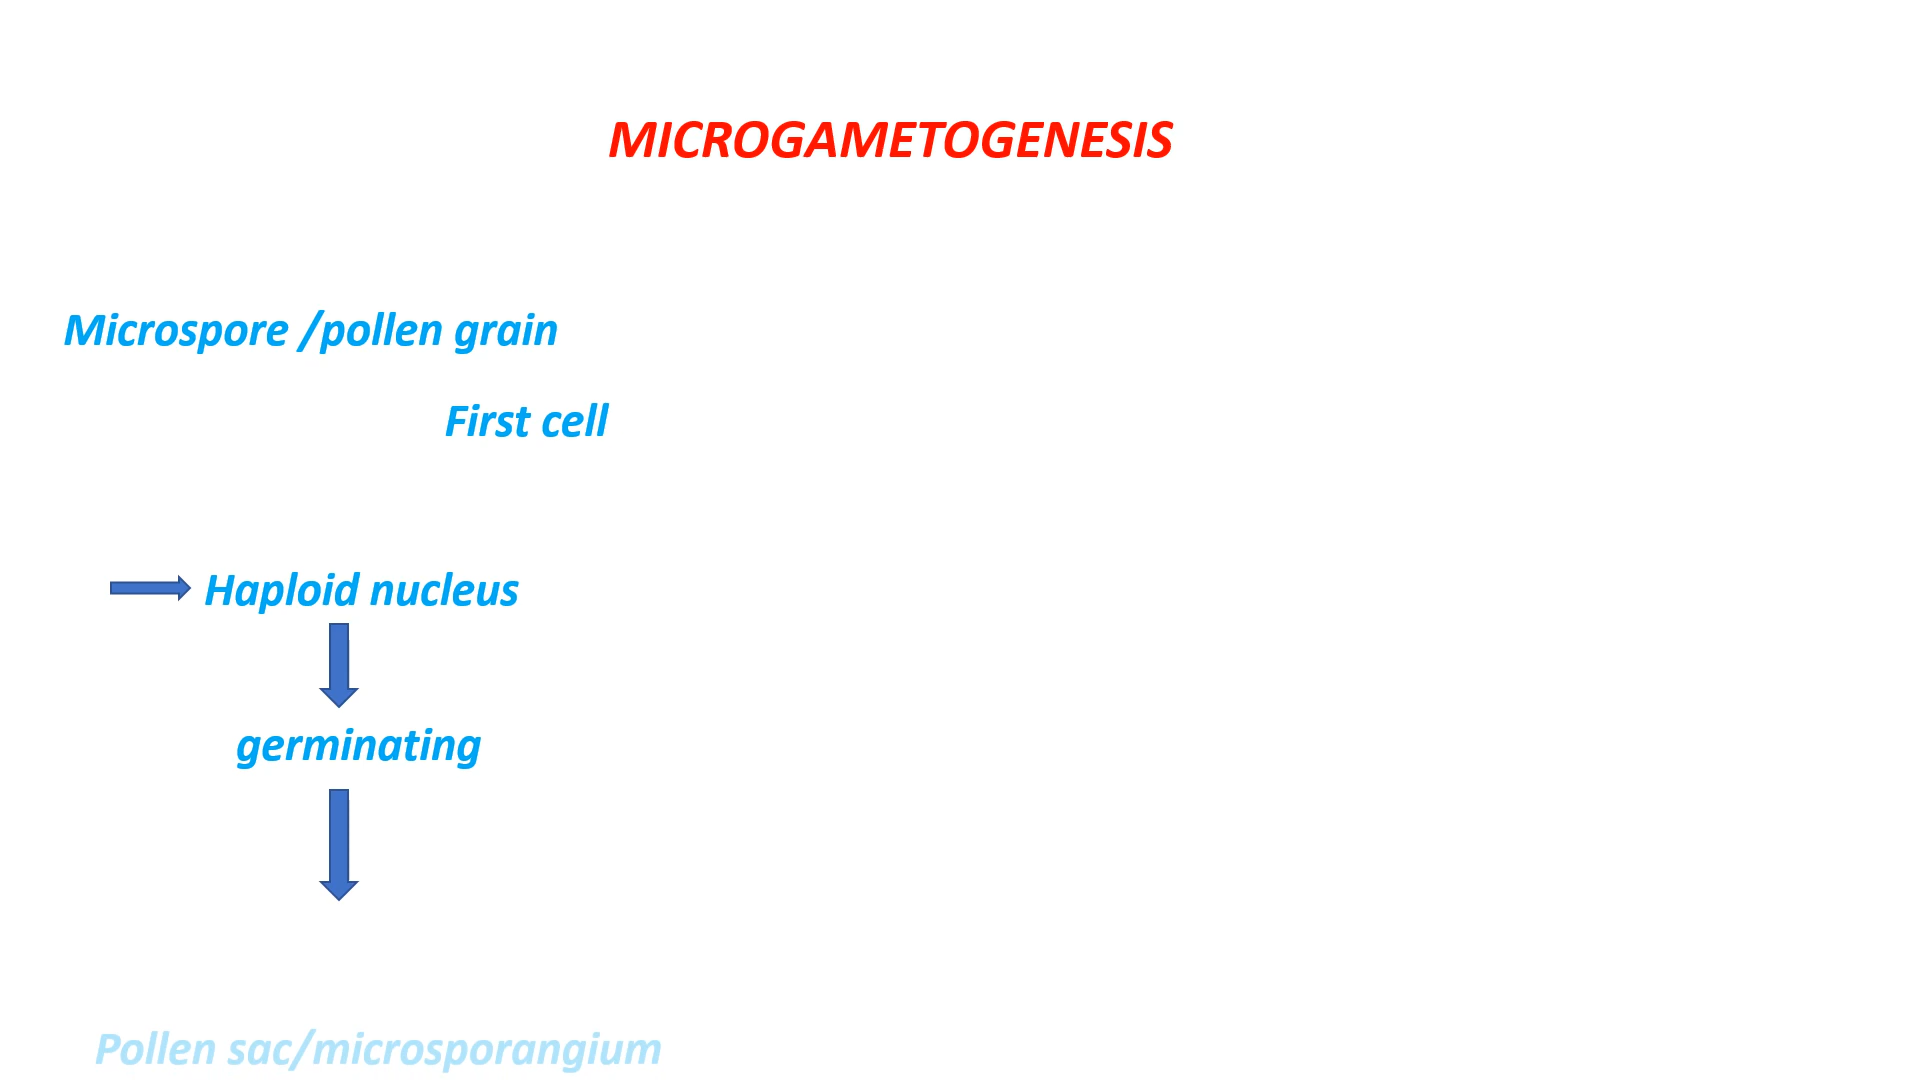 MICROGAMETOGENESIS
Microspore /pollen grain
First cell
Haploid nucleus
germinating
Pollen sac/microsporangium